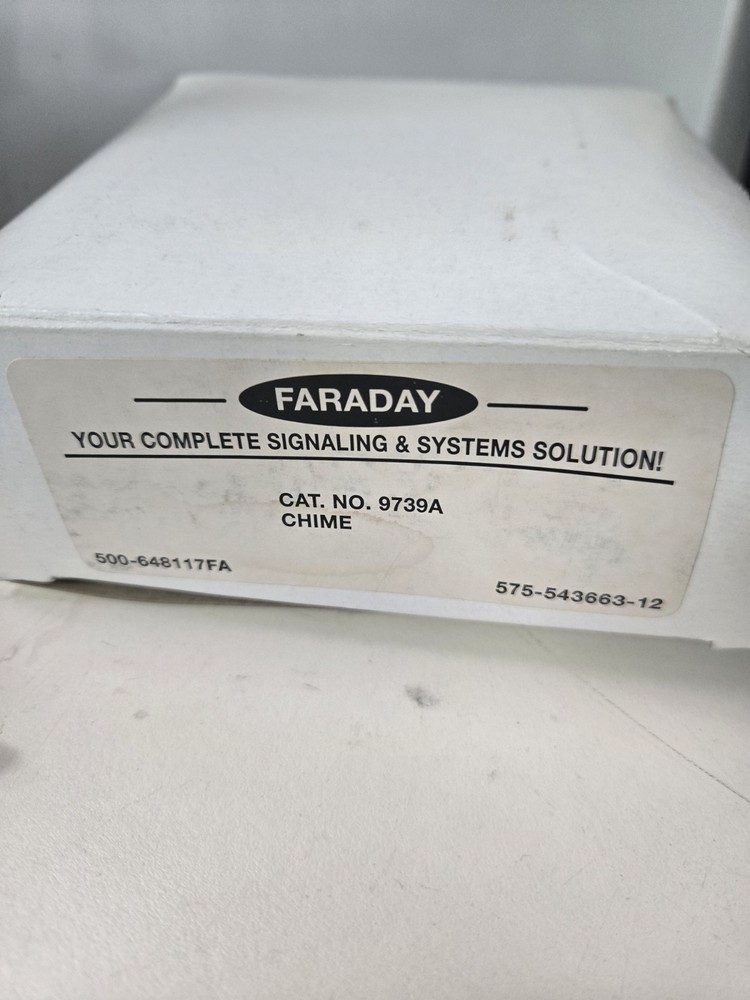 FARADAY
YOUR COMPLETE SIGNALING & SYSTEMS SOLUTION!
CAT. NO. 9739A
CHIME
500-648117FA
575-543663-12